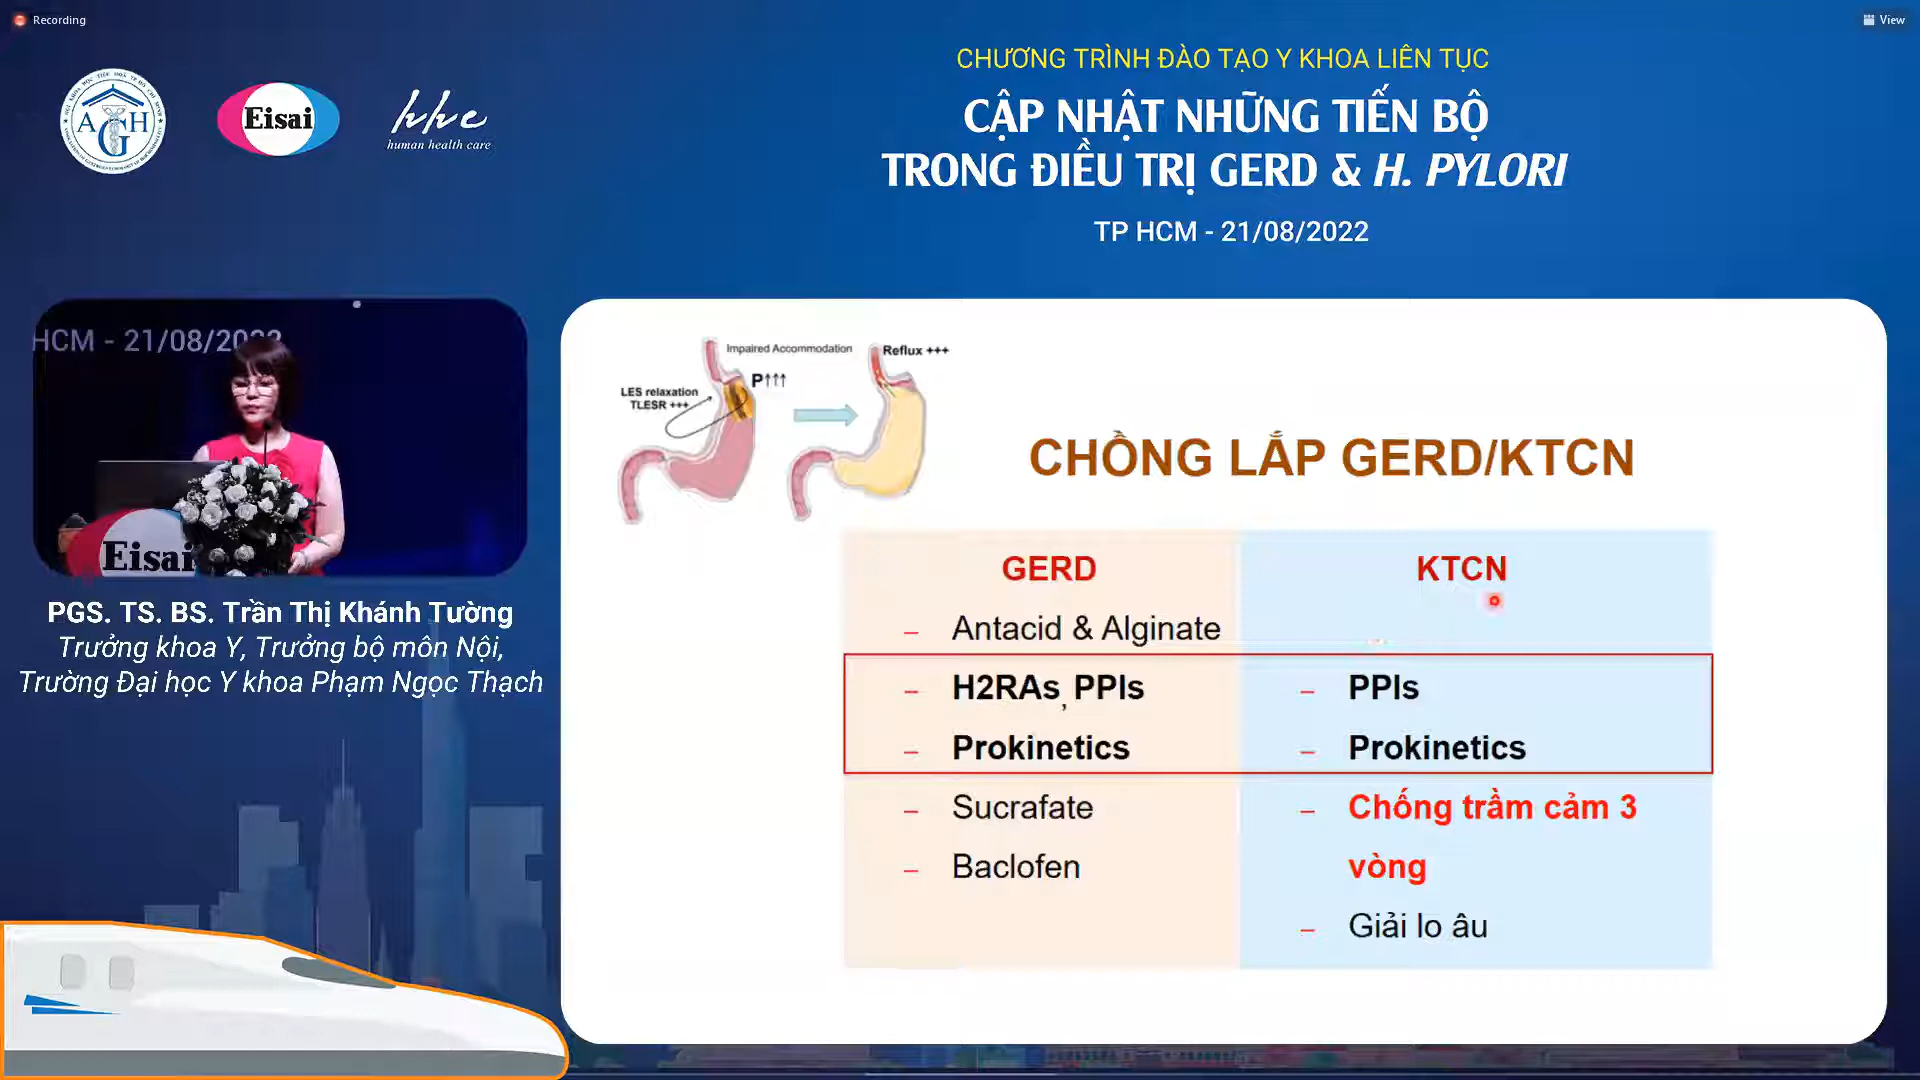 Recording
View
CHƯƠNG TRÌNH ĐÀO TẠO Y KHOA LIÊN TỤC
CẬP NHẬT NHỮNG TIẾN BỘ
TRONG ĐIỀU TRỊ GERD & H. PYLORI
TP HCM - 21/08/2022
AGH
Eisai
hhc
human health care
HCM - 21/08/2022
Eisai
PGS. TS. BS. Trần Thị Khánh Tường
Trưởng khoa Y, Trưởng bộ môn Nội,
Trường Đại học Y khoa Phạm Ngọc Thạch
Impaired Accommodation
Reflux +++
P↑↑↑
LES relaxation
TLESR +++
CHỒNG LẮP GERD/KTCN
GERD
– Antacid & Alginate
– H2RAs, PPIs
– Prokinetics
– Sucrafate
– Baclofen
KTCN
– PPIs
– Prokinetics
– Chống trầm cảm 3
vòng
– Giải lo âu